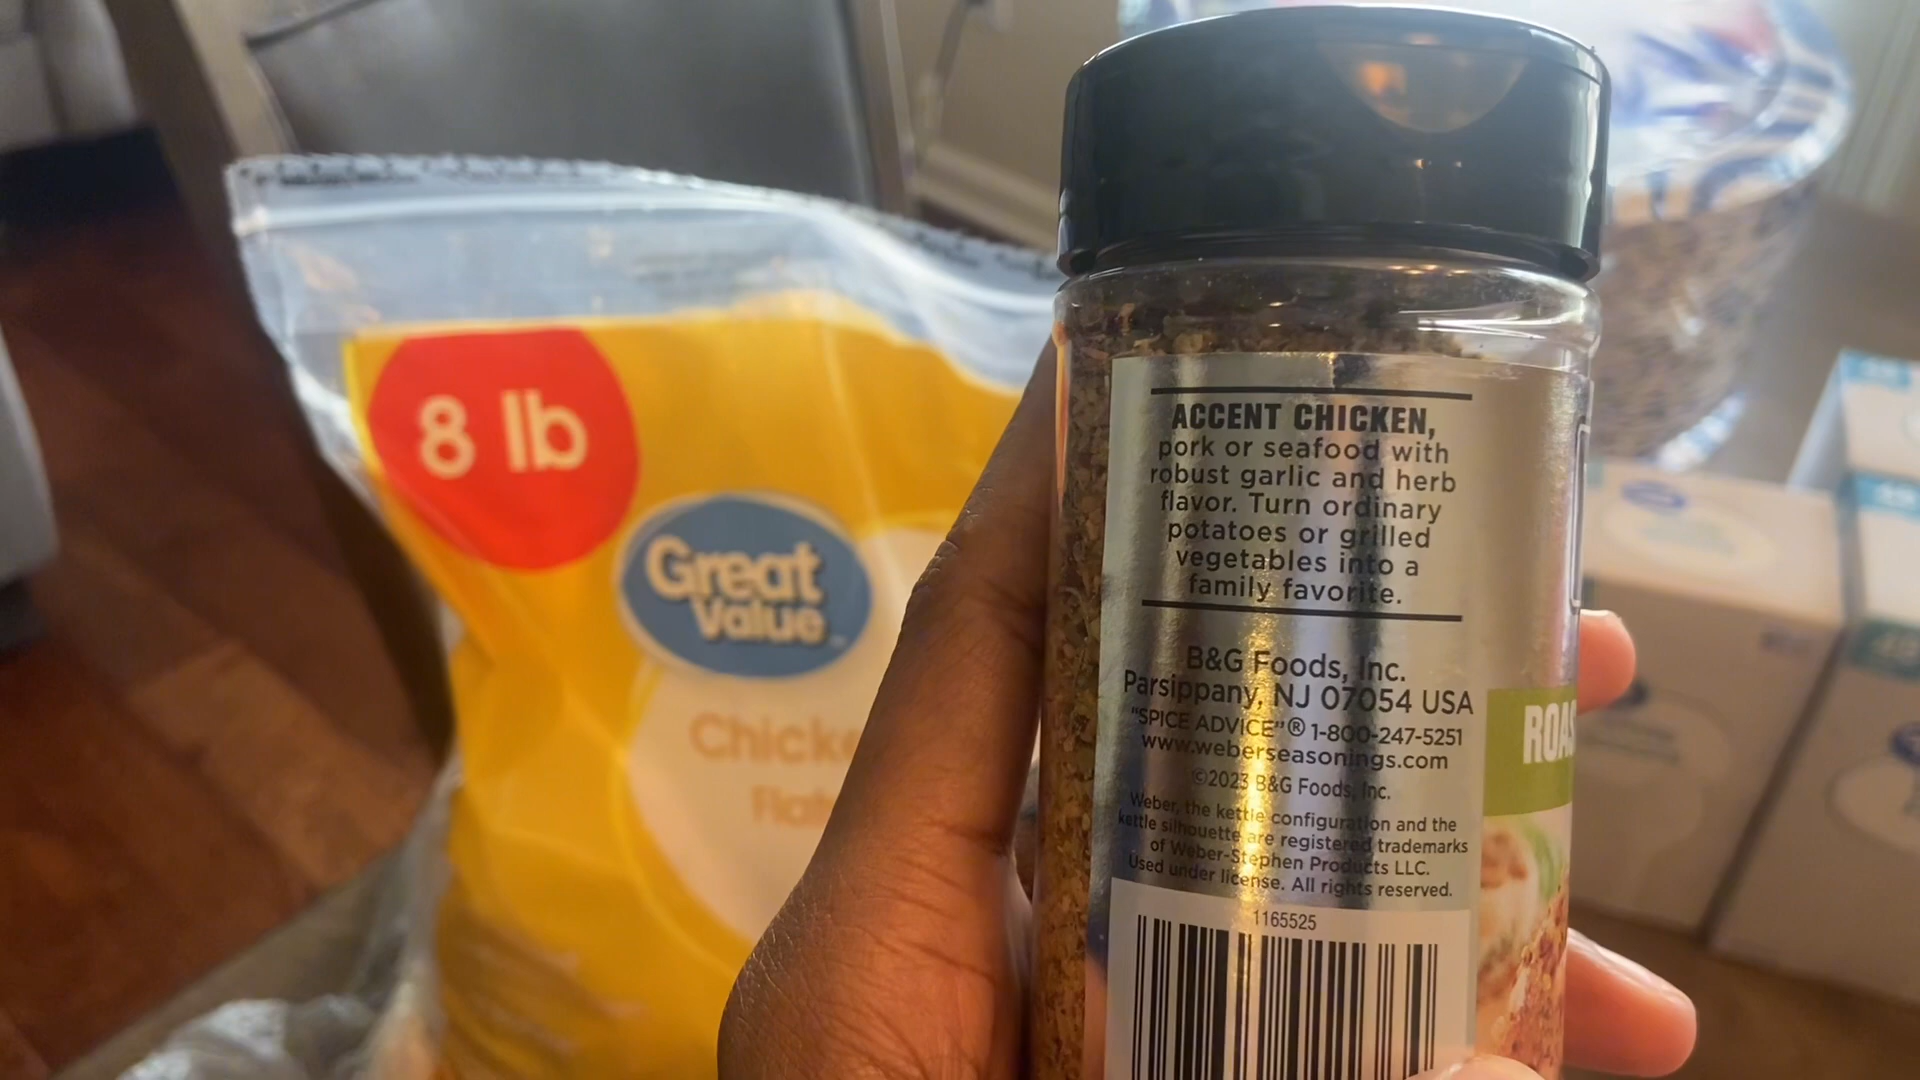 8 lb
Great
Value
ACCENT CHICKEN,
pork or seafood with
robust garlic and herb
flavor. Turn ordinary
potatoes or grilled
vegetables into a
family favorite.
B&G Foods, Inc.
Parsippany, NJ 07054 USA
"SPICE ADVICE"® 1-800-247-5251
www.weberseasonings.com
©2023 B&G Foods, Inc.
Weber, the kettle configuration and the
kettle silhouette are registered trademarks
of Weber-Stephen Products LLC.
Used under license. All rights reserved.
1165525
ROAS